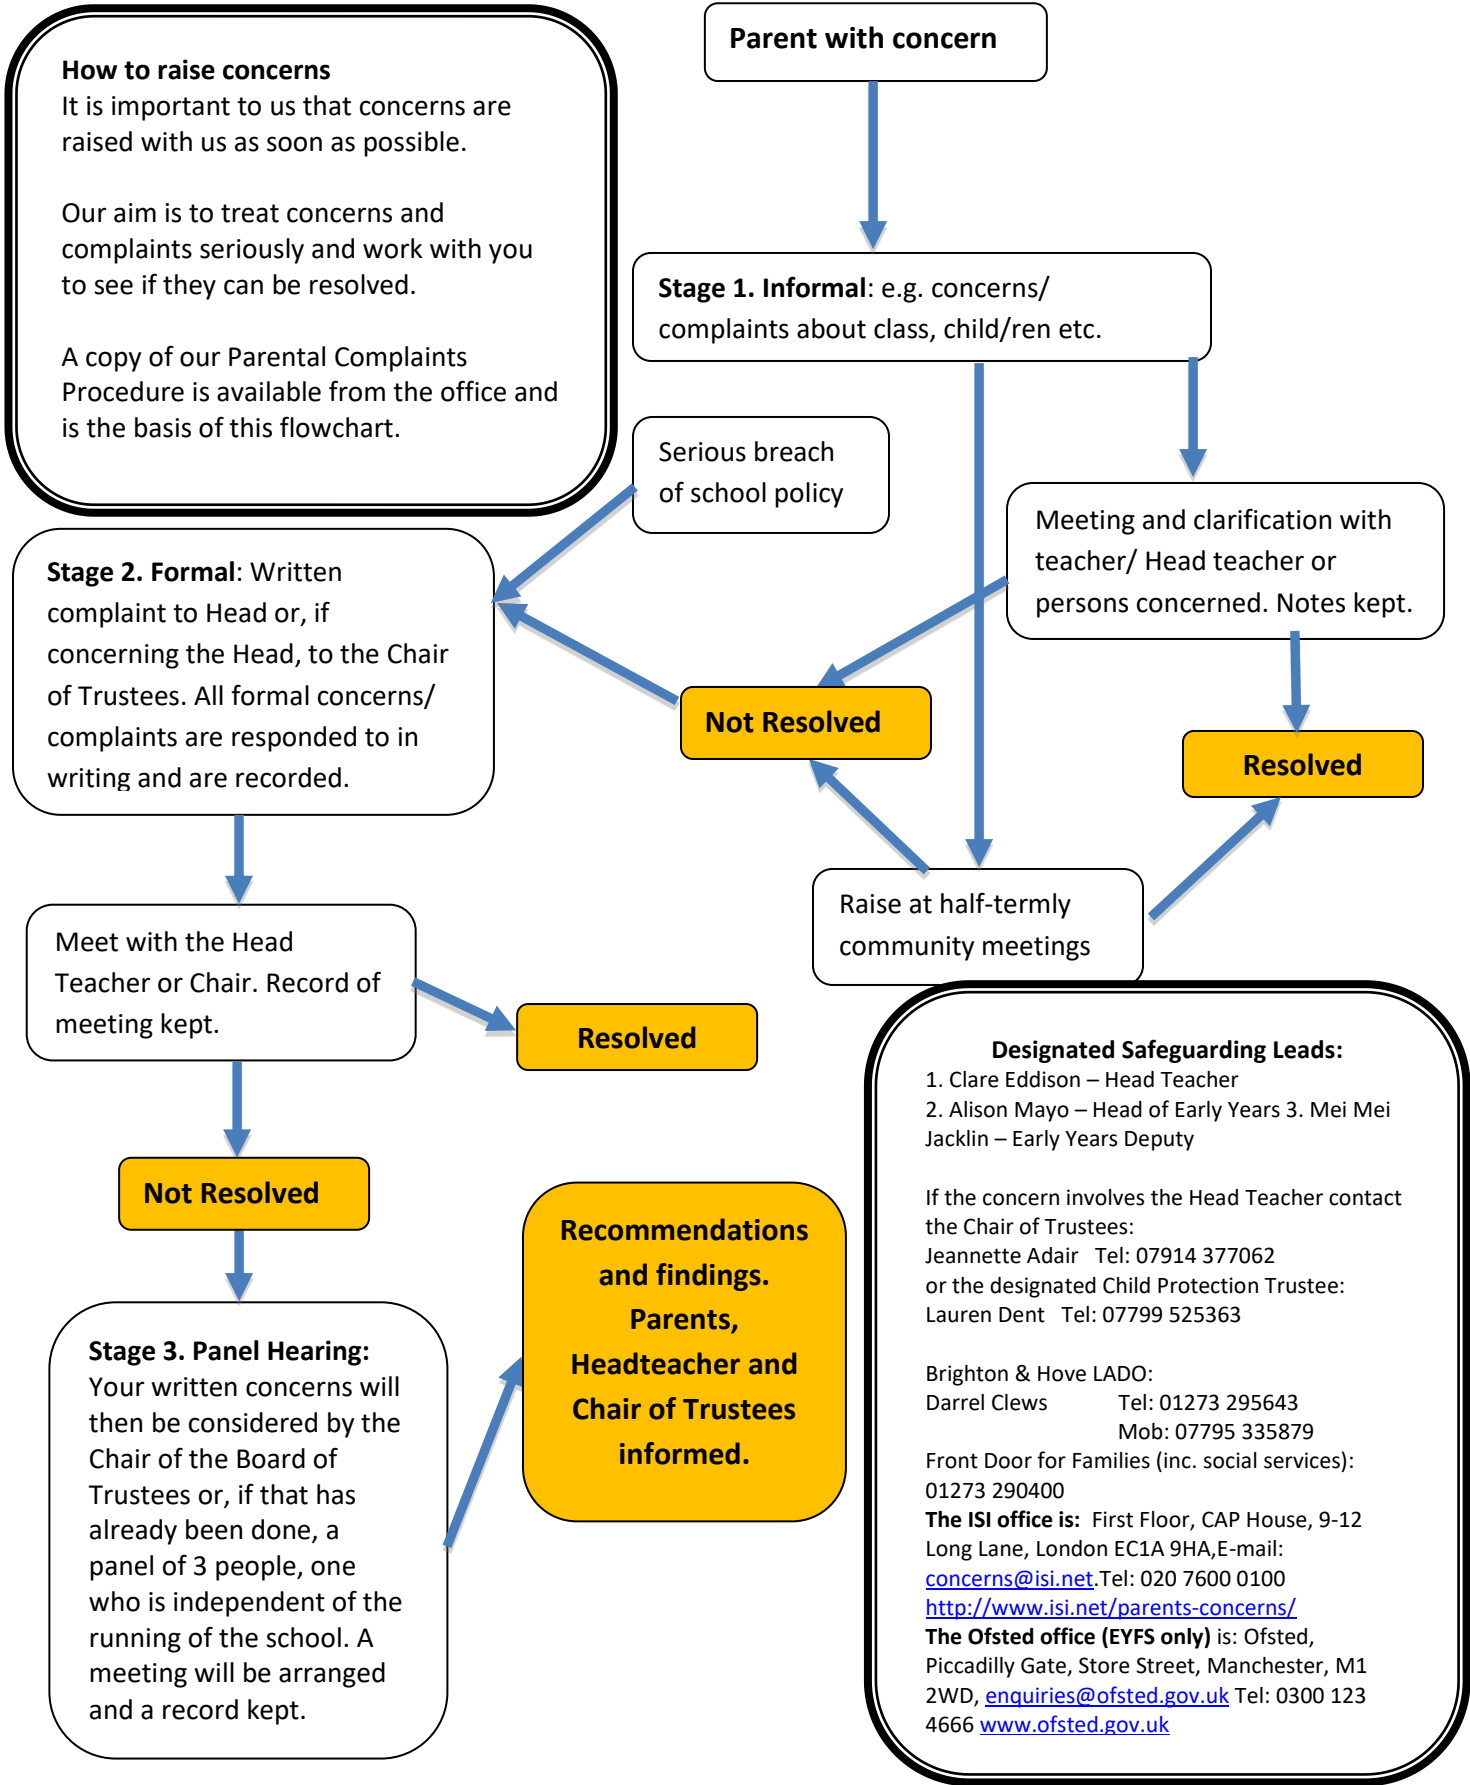 How to raise concerns
It is important to us that concerns are
raised with us as soon as possible.
Our aim is to treat concerns and
complaints seriously and work with you
to see if they can be resolved.
A copy of our Parental Complaints
Procedure is available from the office and
is the basis of this flowchart.
Parent with concern
Stage 1. Informal: e.g. concerns/
complaints about class, child/ren etc.
Serious breach
of school policy
Meeting and clarification with
teacher/ Head teacher or
persons concerned. Notes kept.
Stage 2. Formal: Written
complaint to Head or, if
concerning the Head, to the Chair
of Trustees. All formal concerns/
complaints are responded to in
writing and are recorded.
Not Resolved
Resolved
Raise at half-termly
community meetings
Meet with the Head
Teacher or Chair. Record of
meeting kept.
Resolved
Not Resolved
Stage 3. Panel Hearing:
Your written concerns will
then be considered by the
Chair of the Board of
Trustees or, if that has
already been done, a
panel of 3 people, one
who is independent of the
running of the school. A
meeting will be arranged
and a record kept.
Recommendations
and findings.
Parents,
Headteacher and
Chair of Trustees
informed.
Designated Safeguarding Leads:
1. Clare Eddison – Head Teacher
2. Alison Mayo – Head of Early Years 3. Mei Mei
Jacklin – Early Years Deputy
If the concern involves the Head Teacher contact
the Chair of Trustees:
Jeannette Adair   Tel: 07914 377062
or the designated Child Protection Trustee:
Lauren Dent   Tel: 07799 525363
Brighton & Hove LADO:
Darrel Clews   Tel: 01273 295643
Mob: 07795 335879
Front Door for Families (inc. social services):
01273 290400
The ISI office is:  First Floor, CAP House, 9-12
Long Lane, London EC1A 9HA,E-mail:
concerns@isi.net.Tel: 020 7600 0100
http://www.isi.net/parents-concerns/
The Ofsted office (EYFS only) is: Ofsted,
Piccadilly Gate, Store Street, Manchester, M1
2WD, enquiries@ofsted.gov.uk Tel: 0300 123
4666 www.ofsted.gov.uk